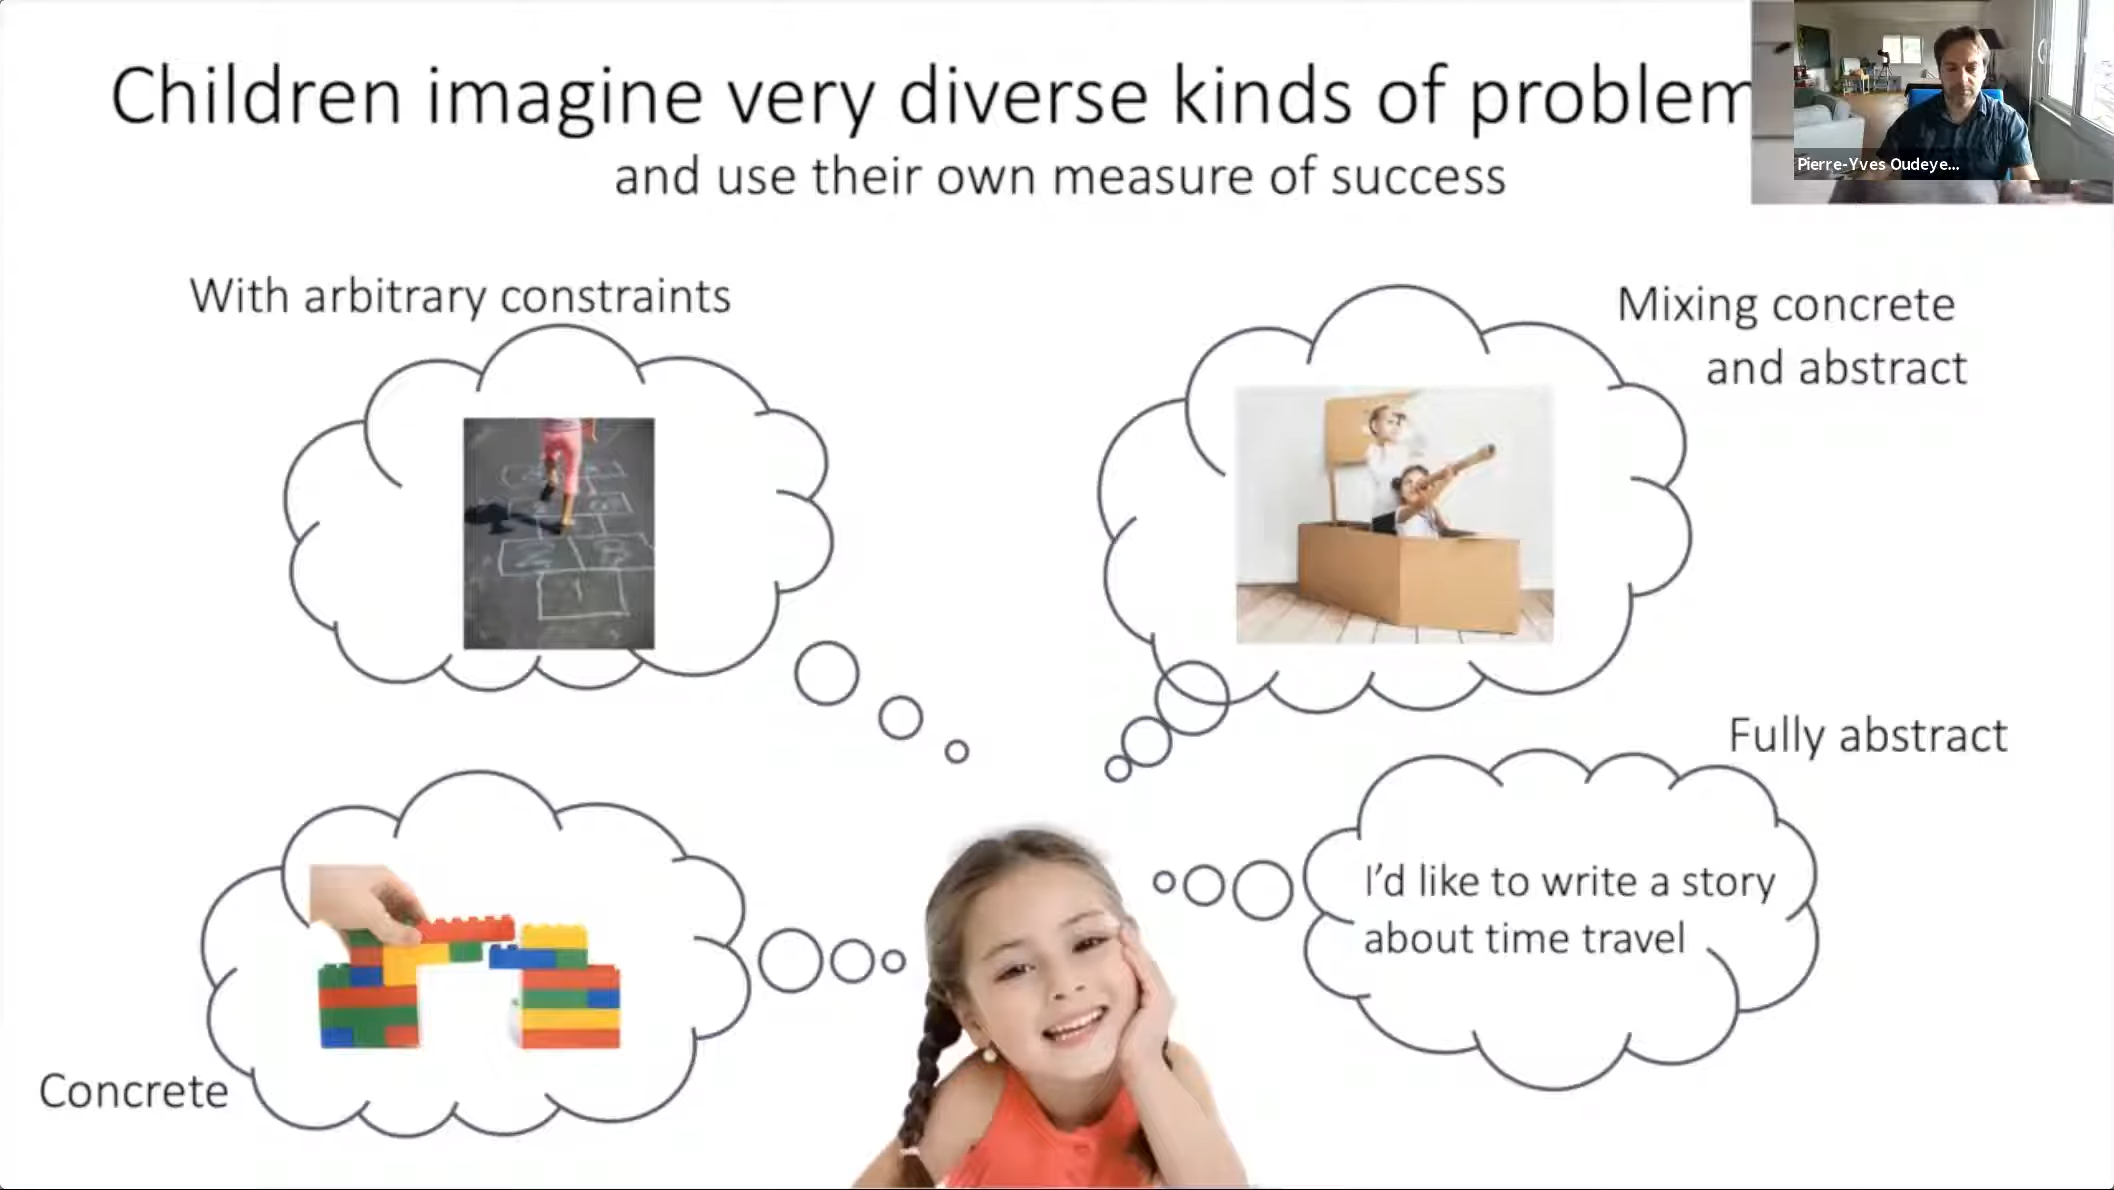 Children imagine very diverse kinds of problem
and use their own measure of success
Pierre-Yves Oudeye...
With arbitrary constraints
Mixing concrete
and abstract
Fully abstract
I'd like to write a story
about time travel
Concrete